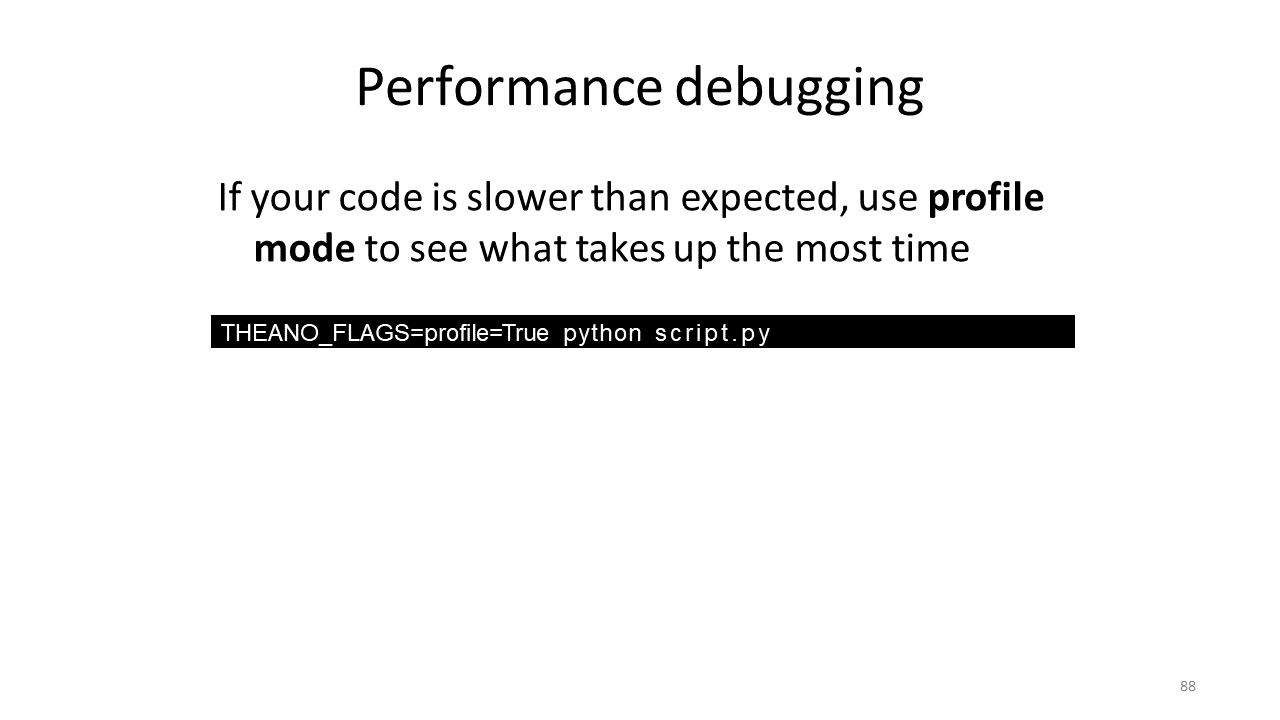 Performance debugging
If your code is slower than expected, use profile
mode to see what takes up the most time
THEANO_FLAGS=profile=True python script.py
88